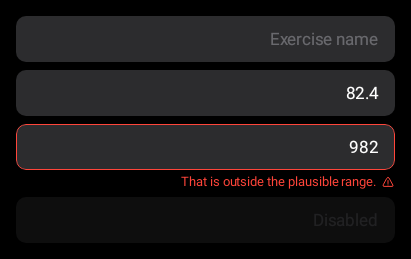 Exercise name
82.4
982
That is outside the plausible range.
Disabled